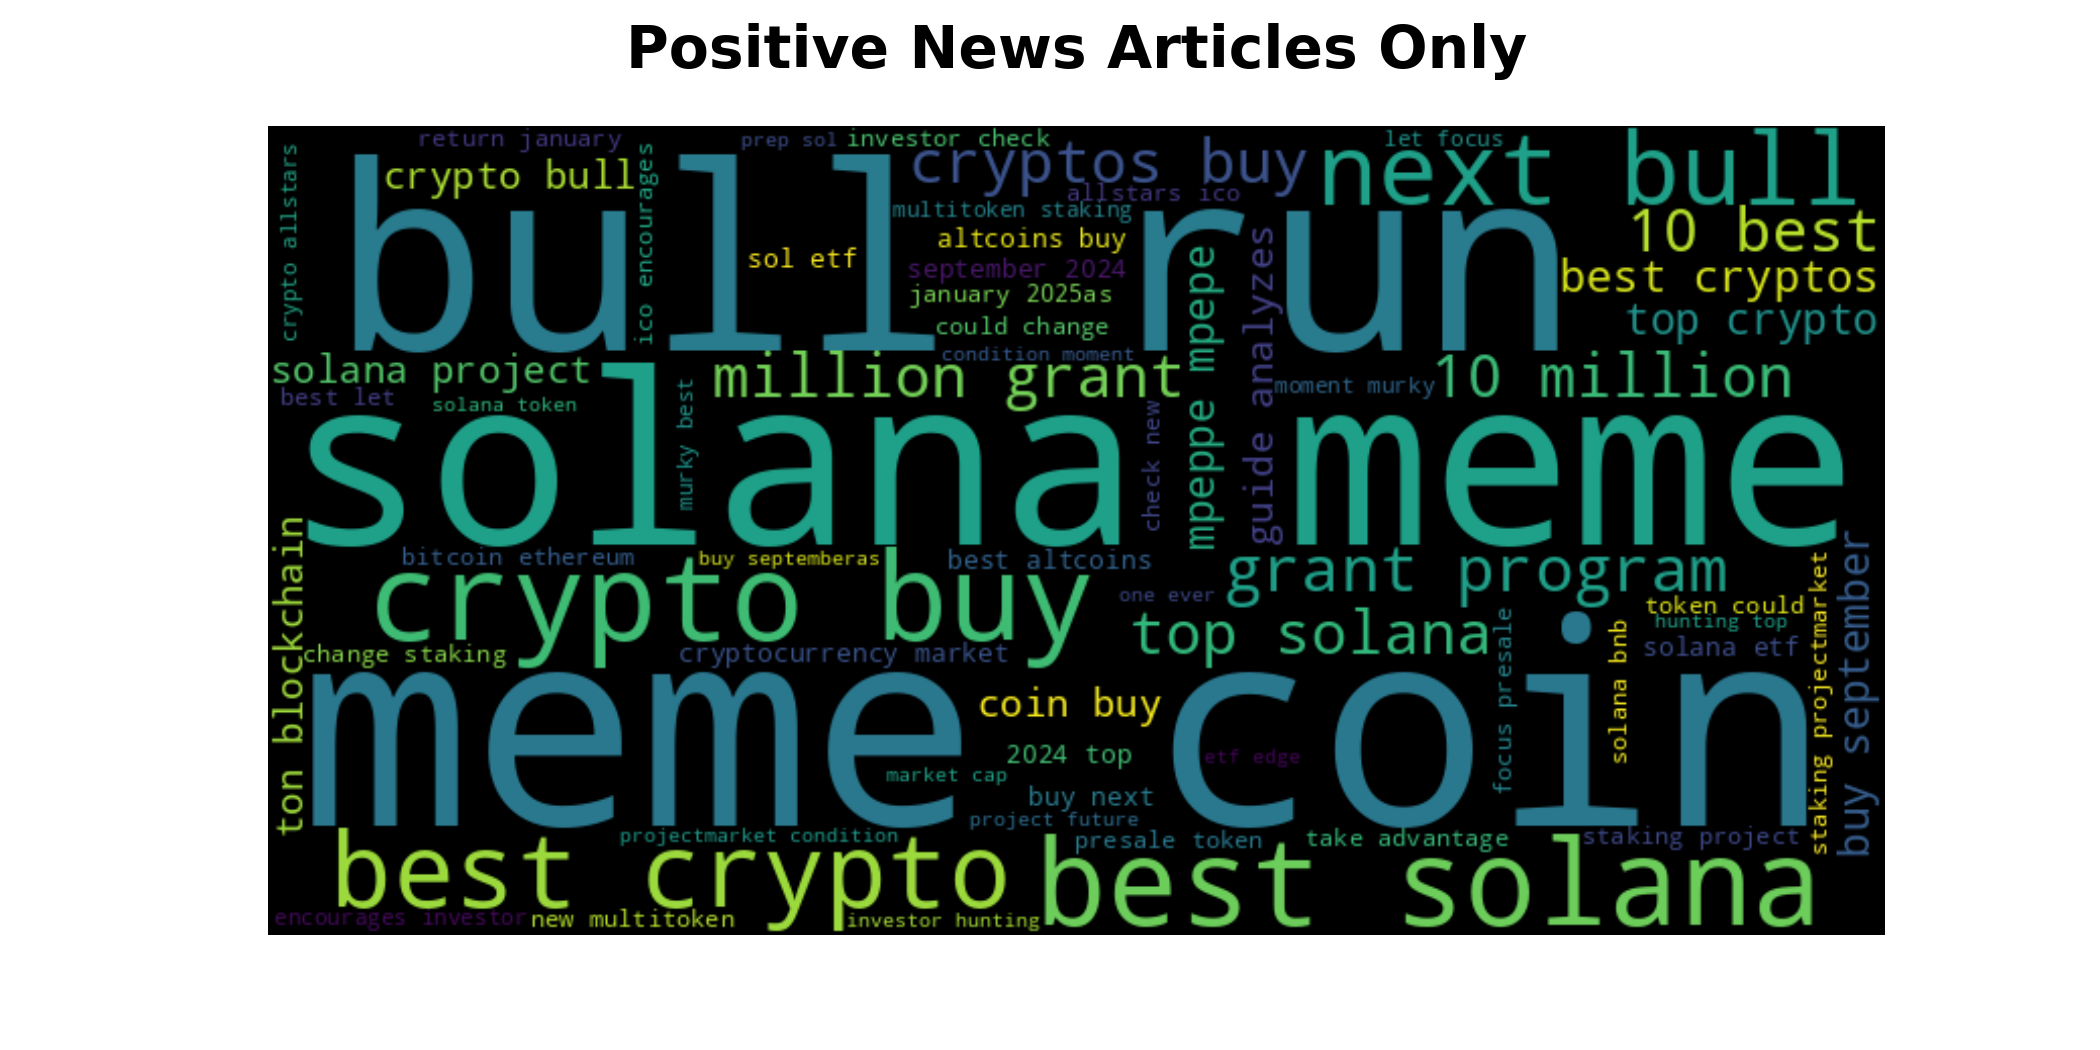 Positive News Articles Only
return january
prep sol
investor check
let focus
crypto allstars
crypto bull
ico encourages
cryptos buy
next bull
allstars ico
multitoken staking
bull run
10 best
altcoins buy
sol etf
september 2024
best cryptos
january 2025as
could change
top crypto
mpeppe mpepe
guide analyzes
condition moment
solana project
million grant
moment murky
10 million
best let
solana token
murky best
check new
solana meme
bitcoin ethereum
buy septemberas
best altcoins
grant program
crypto buy
one ever
token could
hunting top
top solana
solana etf
change staking
cryptocurrency market
ton blockchain
focus presale
solana bnb
staking projectmarket
buy september
coin buy
meme coin
2024 top
etf edge
market cap
buy next
project future
projectmarket condition
presale token
take advantage
staking project
best crypto
best solana
encourages investor
new multitoken
investor hunting